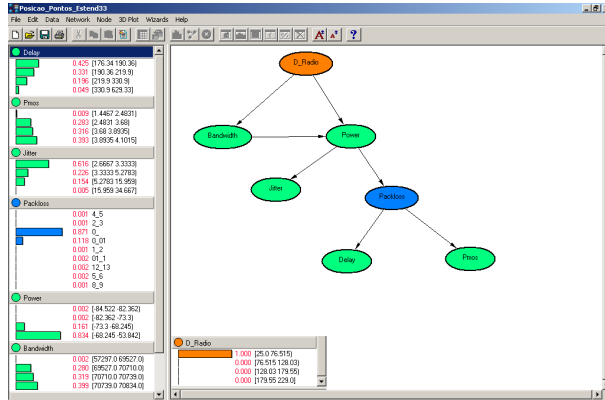 Posicao_Pontos_Estend33
File Edit Data Network Node 3D Plot Wizards Help
Delay
0.425 [176.34 190.36)
0.331 [190.36 219.9)
0.196 [219.9 330.9)
0.049 [330.9 629.33)
Pmos
0.009 [1.4467 2.4831)
0.283 [2.4831 3.68)
0.316 [3.68 3.8935)
0.393 [3.8935 4.1015]
Jitter
0.616 [2.6667 3.3333)
0.226 [3.3333 5.2783)
0.154 [5.2783 15.959)
0.005 [15.959 34.667)
Packloss
0.001 4_5
0.001 2_3
0.871 0_
0.118 0_01
0.001 1_2
0.002 01_1
0.002 12_13
0.002 5_6
0.001 8_9
Power
0.002 [-84.522 -82.362)
0.002 [-82.362 -73.3)
0.161 [-73.3 -68.245)
0.834 [-68.245 -53.842)
Bandwidth
0.002 [57297.0 69527.0)
0.280 [69527.0 70710.0)
0.319 [70710.0 70739.0)
0.399 [70739.0 70834.0)
D_Radio
Bandwidth
Power
Jitter
Packloss
Delay
Pmos
D_Radio
1.000 [25.0 76.515)
0.000 [76.515 128.03)
0.000 [128.03 179.55)
0.000 [179.55 229.0)